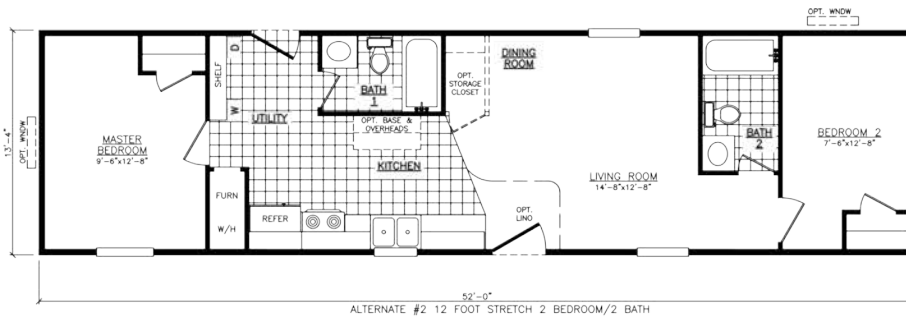 OPT. WNDW
13'-4"
OPT. WNDW
MASTER
BEDROOM
9'-6"x12'-8"
SHELF
D
W
UTILITY
FURN
W/H
REFER
BATH
1
OPT. BASE &
OVERHEADS
KITCHEN
OPT.
STORAGE
CLOSET
DINING
ROOM
OPT.
LINO
LIVING ROOM
14'-8"x12'-8"
BATH
2
BEDROOM 2
7'-6"x12'-8"
52'-0"
ALTERNATE #2 12 FOOT STRETCH 2 BEDROOM/2 BATH